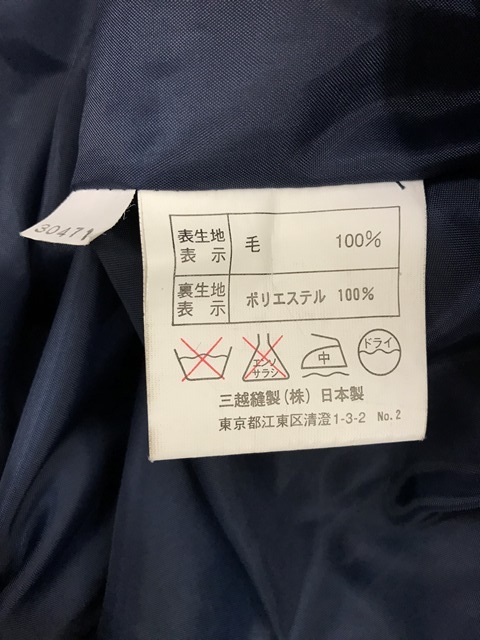 30471
表生地
表示
毛 100%
裏生地
表示
ポリエステル 100%
エンソ
サラシ
中
ドライ
三越縫製(株) 日本製
東京都江東区清澄1-3-2 No.2